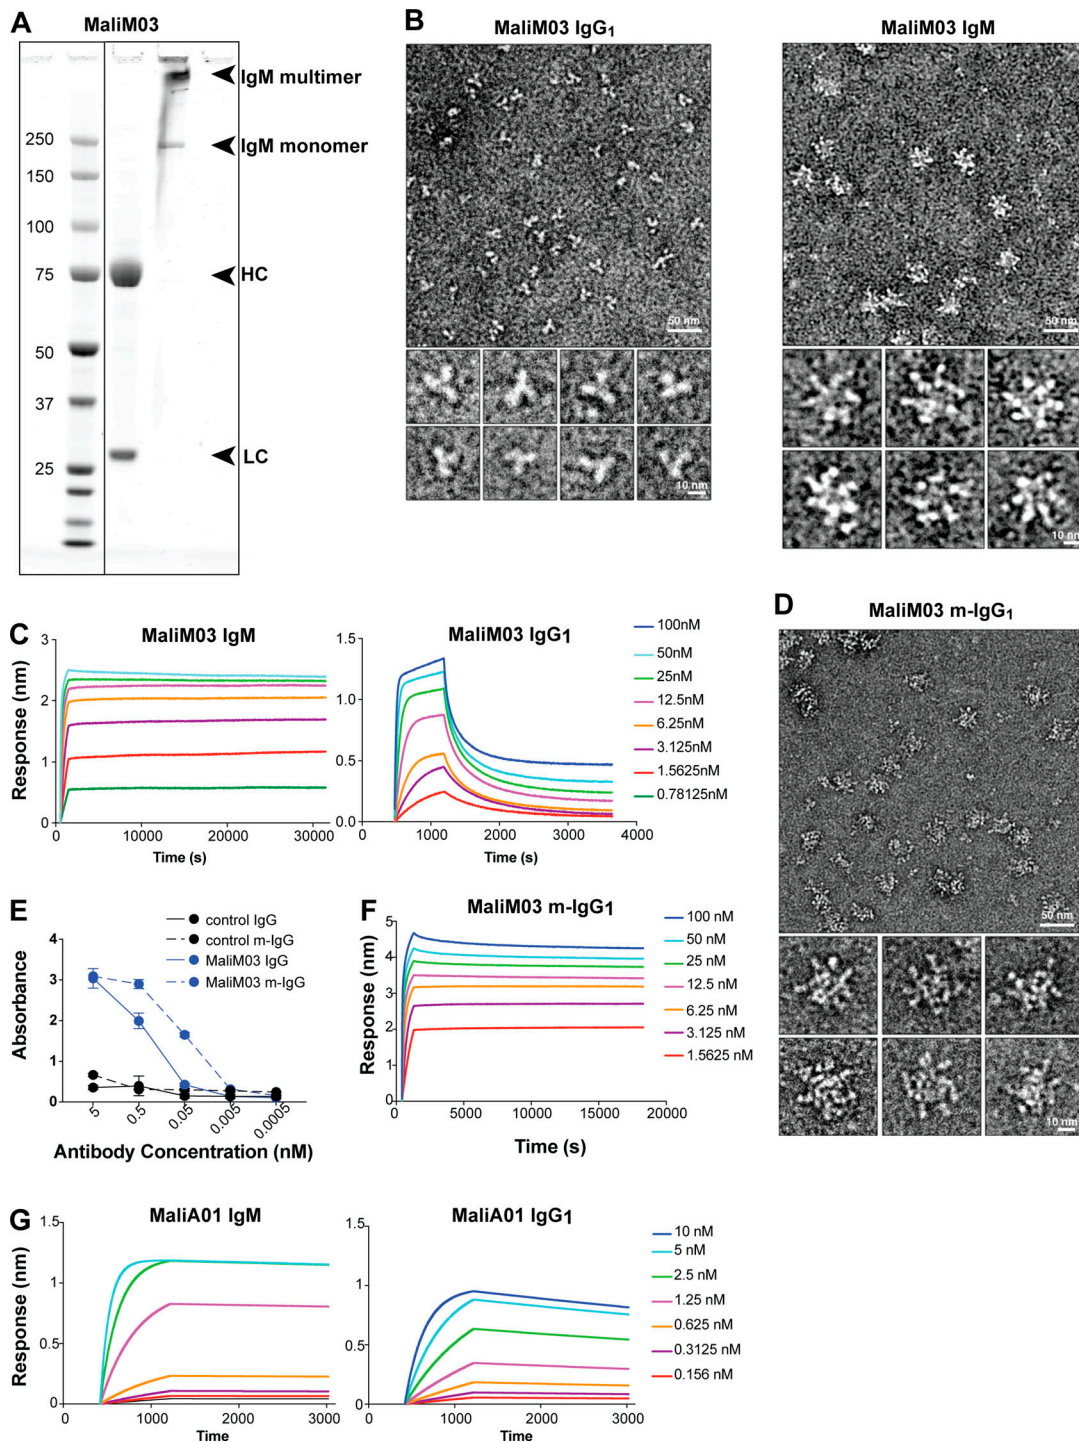 A
MaliM03
IgM multimer
IgM monomer
HC
LC
250
150
100
75
50
37
25
B
MaliM03 IgG1
50 nm
10 nm
MaliM03 IgM
50 nm
10 nm
C
MaliM03 IgM
Response (nm)
3
2
1
0
0 10000 20000 30000
Time (s)
MaliM03 IgG1
1.5
1.0
0.5
0.0
0 1000 2000 3000 4000
Time (s)
100nM
50nM
25nM
12.5nM
6.25nM
3.125nM
1.5625nM
0.78125nM
D
MaliM03 m-IgG1
50 nm
10 nm
E
control IgG
control m-IgG
MaliM03 IgG
MaliM03 m-IgG
Absorbance
4
3
2
1
0
5 0.5 0.05 0.005 0.0005
Antibody Concentration (nM)
F
MaliM03 m-IgG1
Response (nm)
5
4
3
2
1
0
0 5000 10000 15000 20000
Time (s)
100 nM
50 nM
25 nM
12.5 nM
6.25 nM
3.125 nM
1.5625 nM
G
MaliA01 IgM
Response (nm)
1.5
1
0.5
0
0 1000 2000 3000
Time
MaliA01 IgG1
1.5
1
0.5
0
0 1000 2000 3000
Time
10 nM
5 nM
2.5 nM
1.25 nM
0.625 nM
0.3125 nM
0.156 nM